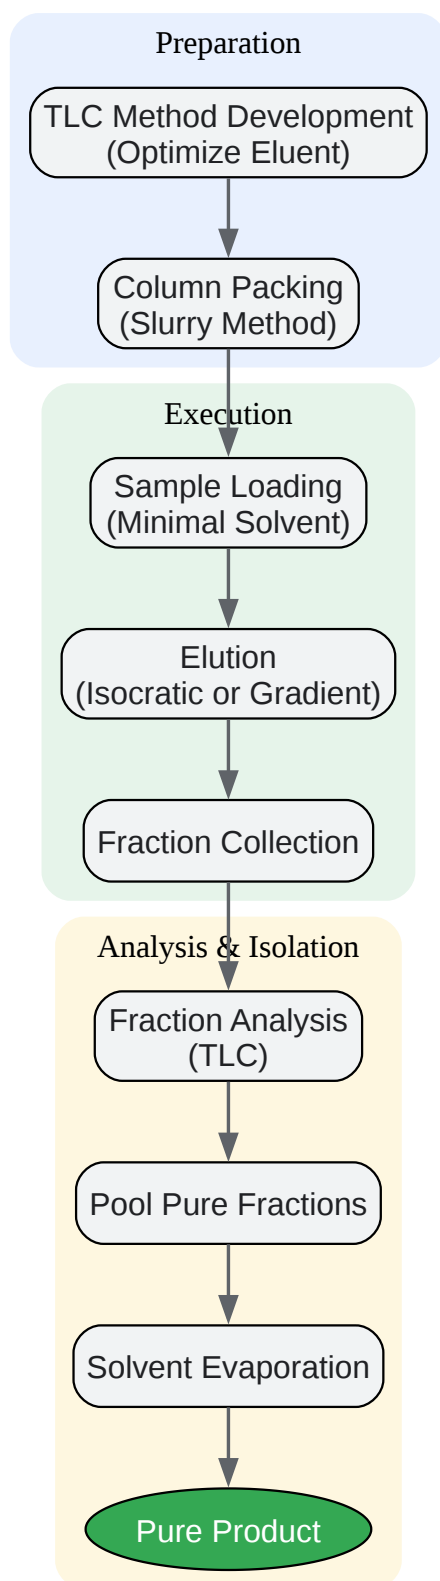 Preparation
TLC Method Development
(Optimize Eluent)
Column Packing
(Slurry Method)
Execution
Sample Loading
(Minimal Solvent)
Elution
(Isocratic or Gradient)
Fraction Collection
Analysis & Isolation
Fraction Analysis
(TLC)
Pool Pure Fractions
Solvent Evaporation
Pure Product